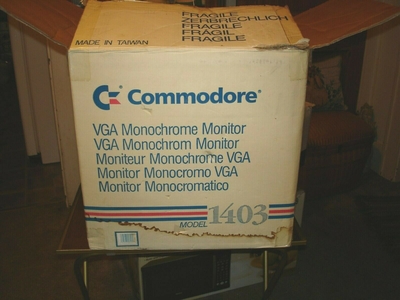 FRAGILE
ZERBRECHLICH
FRAGILE
FRÁGIL
FRAGILE
MADE IN TAIWAN
Commodore
VGA Monochrome Monitor
VGA Monochrom Monitor
Moniteur Monochrome VGA
Monitor Monocromo VGA
Monitor Monocromatico
MODEL 1403